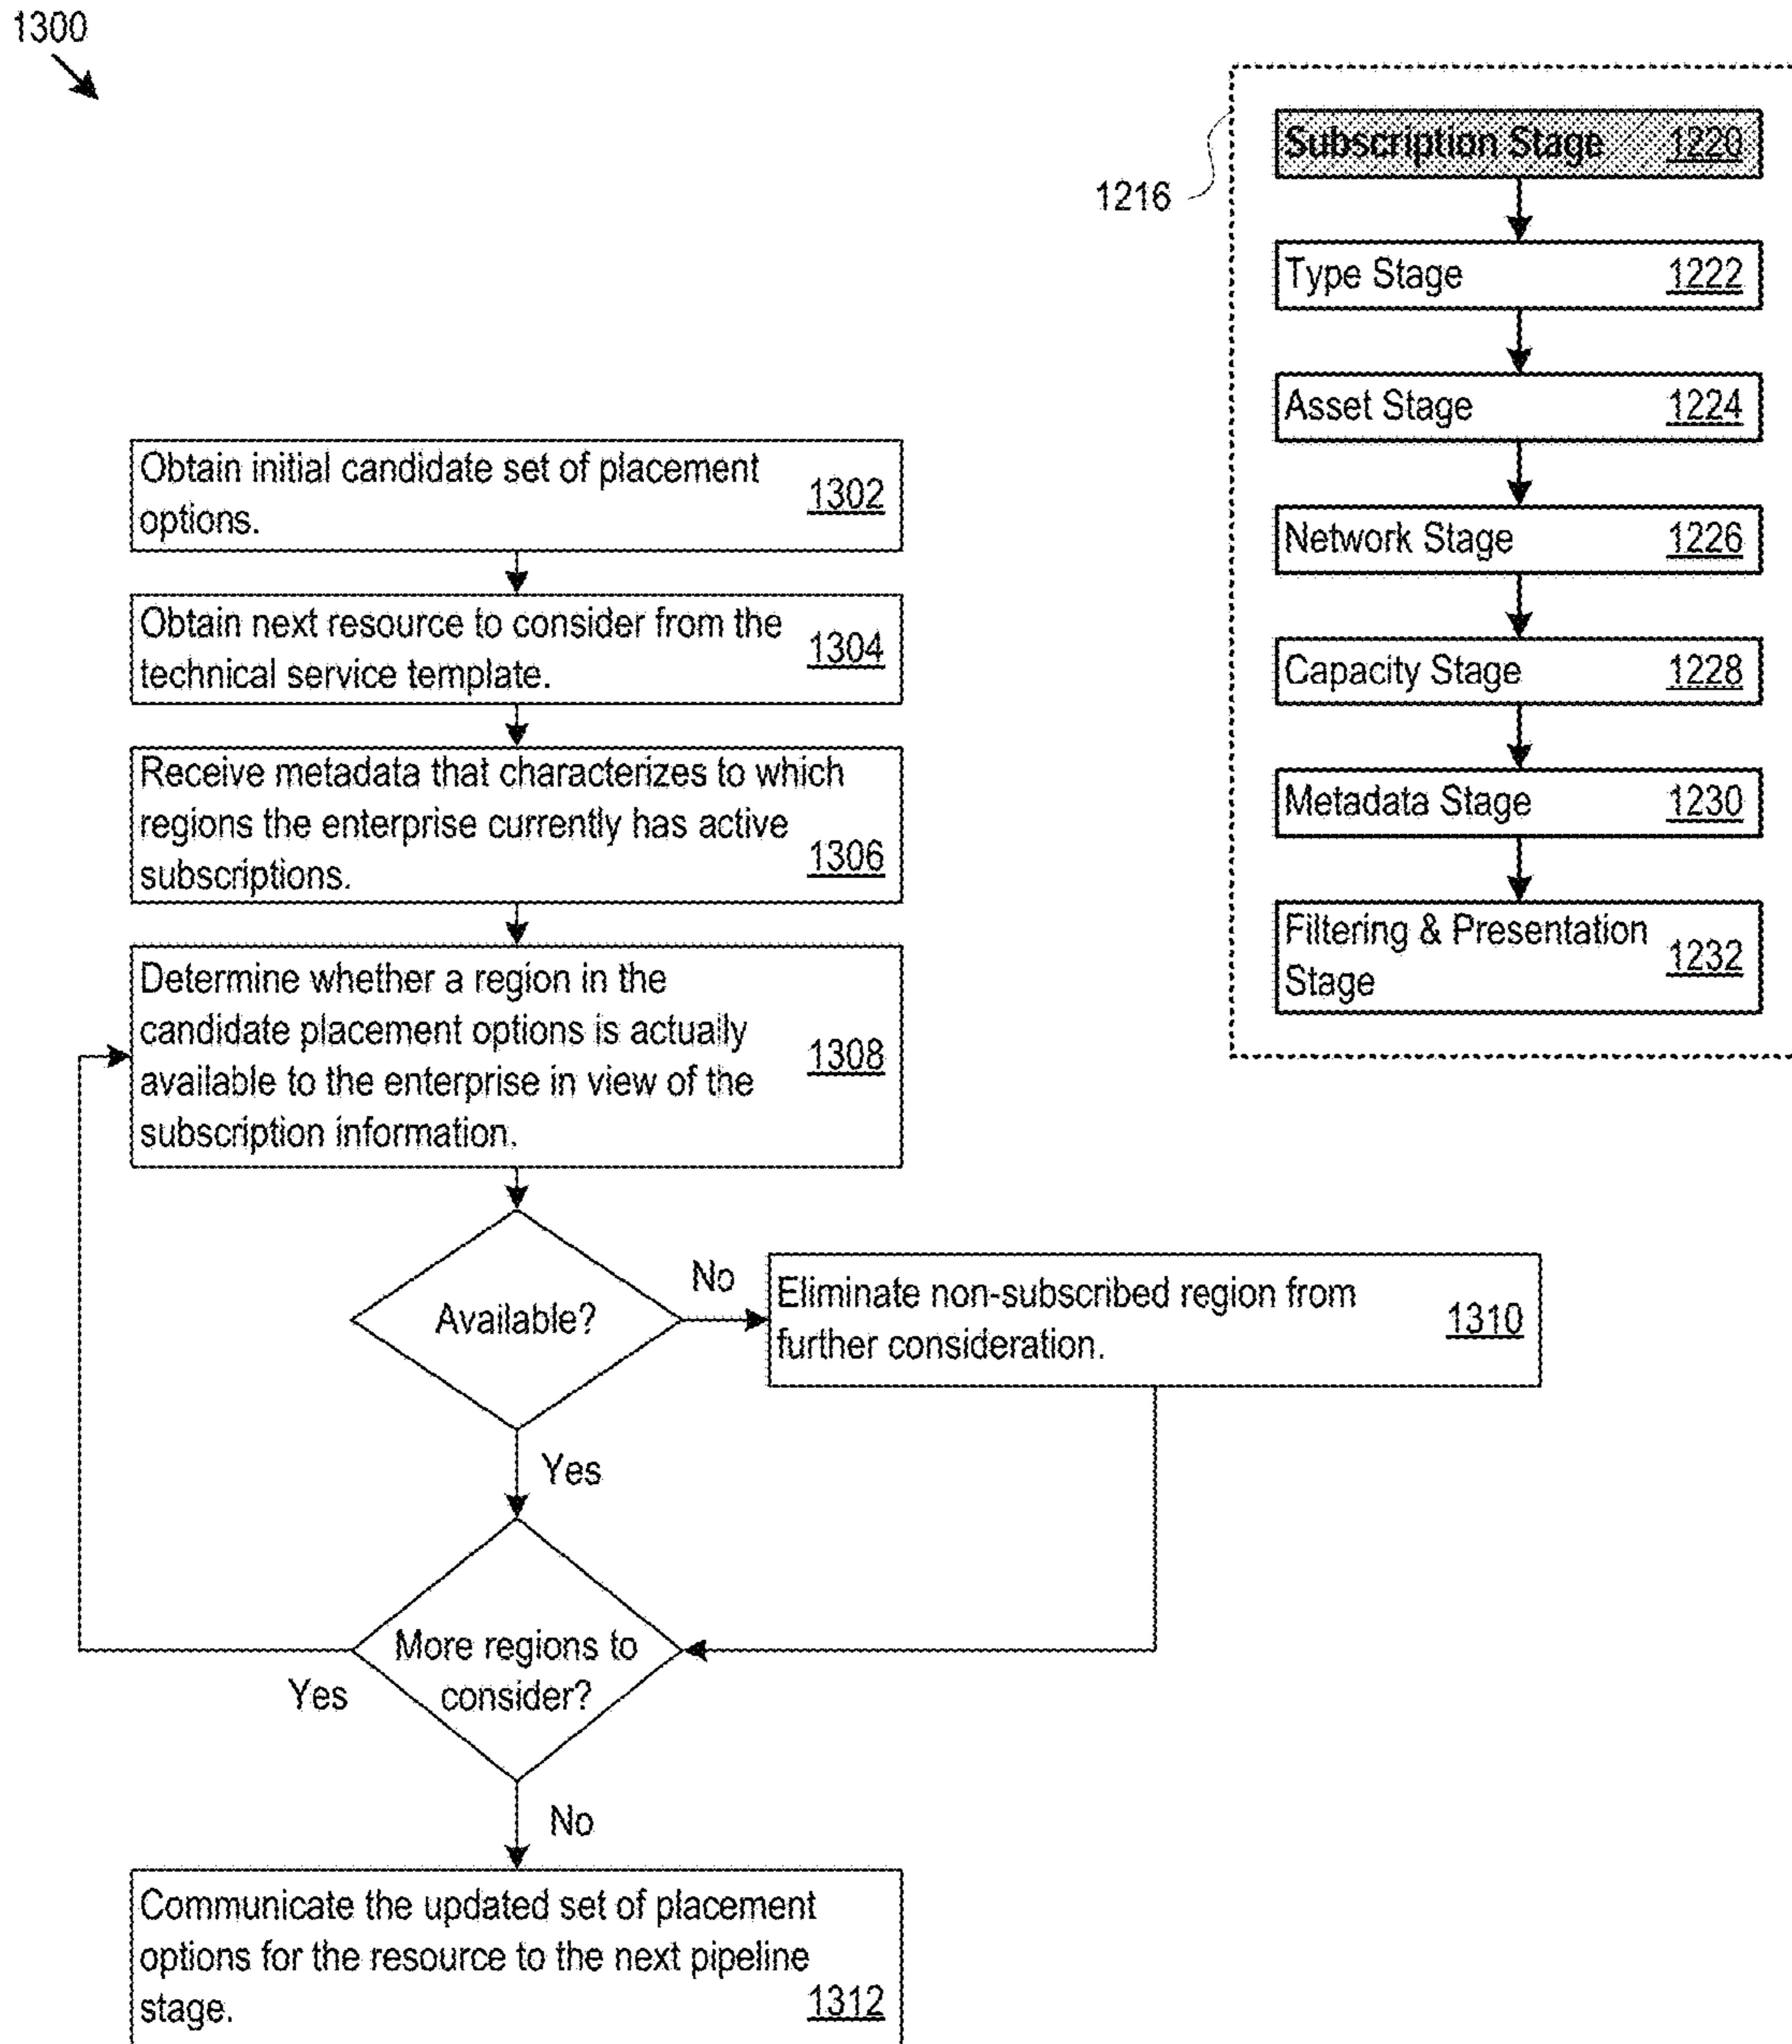 1300
1216
Subscription Stage 1220
Type Stage 1222
Asset Stage 1224
Network Stage 1226
Capacity Stage 1228
Metadata Stage 1230
Filtering & Presentation
Stage 1232
Obtain initial candidate set of placement
options. 1302
Obtain next resource to consider from the
technical service template. 1304
Receive metadata that characterizes to which
regions the enterprise currently has active
subscriptions. 1306
Determine whether a region in the
candidate placement options is actually
available to the enterprise in view of the 1308
subscription information.
Available?
No
Eliminate non-subscribed region from
further consideration. 1310
Yes
More regions to
consider?
Yes
No
Communicate the updated set of placement
options for the resource to the next pipeline
stage. 1312